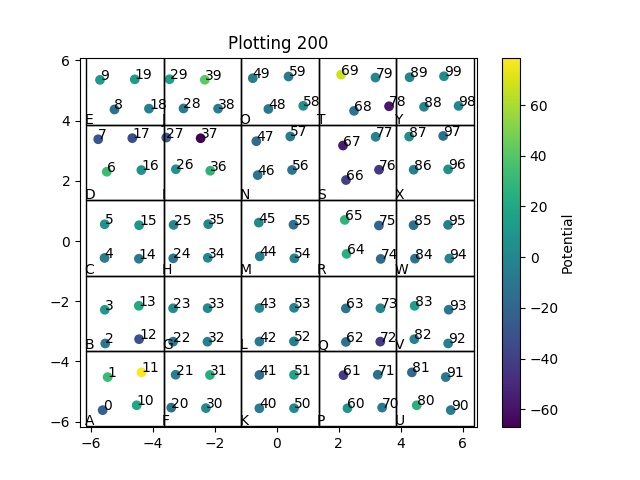 Plotting 200
6
9 19 29 39 49 59 69 79 89 99
8 18 28 38 48 58 68 78 88 98
E J O T Y
4
7 17 27 37 47 57 67 77 87 97
6 16 26 36 46 56 66 76 86 96
2
D I N S X
5 15 25 35 45 55 65 75 85 95
0
4 14 24 34 44 54 64 74 84 94
C H M R W
−2
3 13 23 33 43 53 63 73 83 93
2 12 22 32 42 52 62 72 82 92
B G L Q V
−4
1 11 21 31 41 51 61 71 81 91
0 10 20 30 40 50 60 70 80 90
A F K P U
−6
−6 −4 −2 0 2 4 6
60
40
20
0
−20
−40
−60
Potential